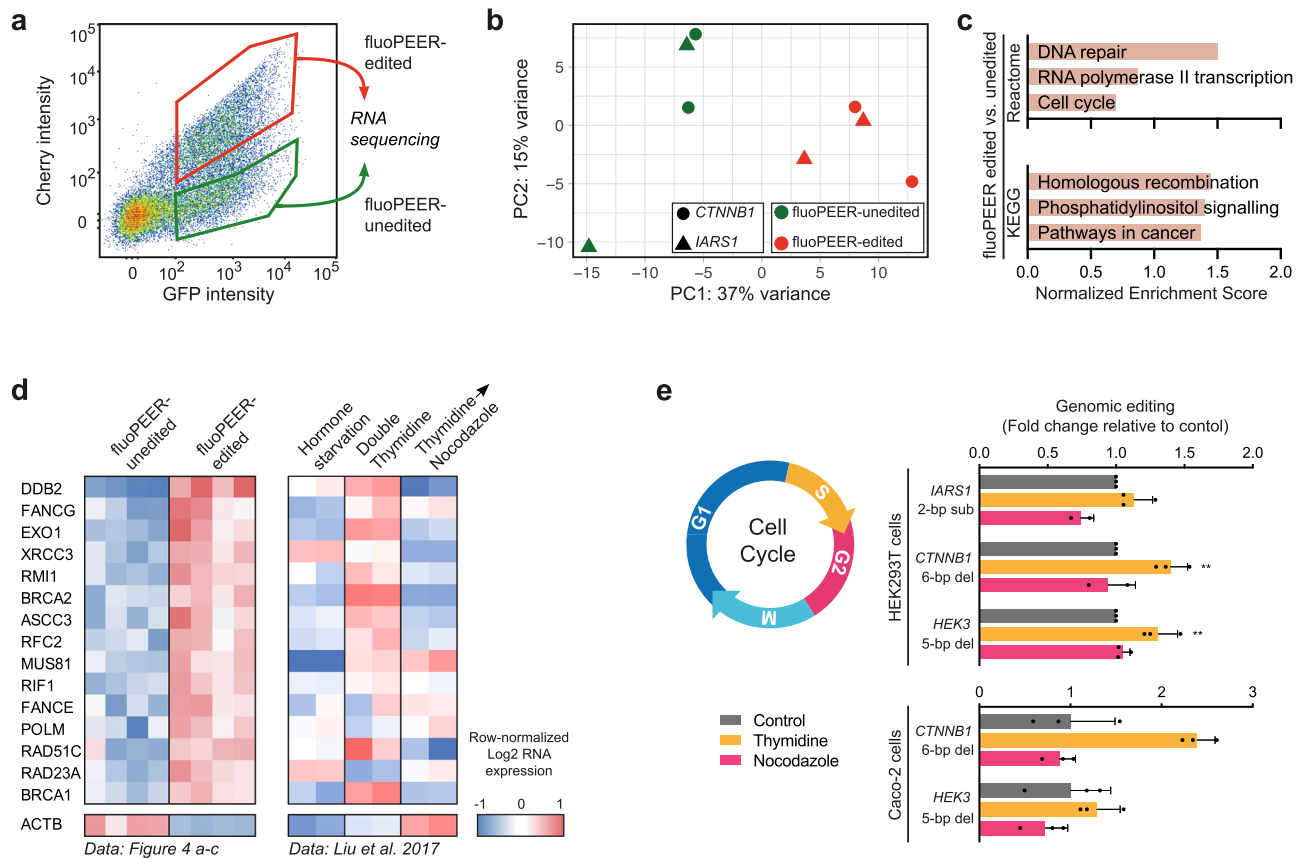 a
10^5
10^4
10^3
10^2
0
Cherry intensity
0
10^2
10^3
10^4
10^5
GFP intensity
fluoPEER-
edited
RNA
sequencing
fluoPEER-
unedited
b
5
0
−5
−10
PC2: 15% variance
−15
−10
−5
0
5
10
PC1: 37% variance
CTNNB1
IARS1
fluoPEER-unedited
fluoPEER-edited
c
fluoPEER edited vs. unedited
Reactome
DNA repair
RNA polymerase II transcription
Cell cycle
KEGG
Homologous recombination
Phosphatidylinositol signalling
Pathways in cancer
0.0 0.5 1.0 1.5 2.0
Normalized Enrichment Score
d
fluoPEER-
unedited
fluoPEER-
edited
Hormone
starvation
Double
Thymidine
Thymidine
Nocodazole
DDB2
FANCG
EXO1
XRCC3
RMI1
BRCA2
ASCC3
RFC2
MUS81
RIF1
FANCE
POLM
RAD51C
RAD23A
BRCA1
ACTB
Data: Figure 4 a-c
Data: Liu et al. 2017
Row-normalized
Log2 RNA
expression
-1 0 1
e
Cell
Cycle
G1
S
G2
M
Control
Thymidine
Nocodazole
Genomic editing
(Fold change relative to contol)
0 0.5 1.0 1.5 2.0
HEK293T cells
IARS1
2-bp sub
CTNNB1
6-bp del
**
HEK3
5-bp del
**
0 1 2 3
Caco-2 cells
CTNNB1
6-bp del
HEK3
5-bp del